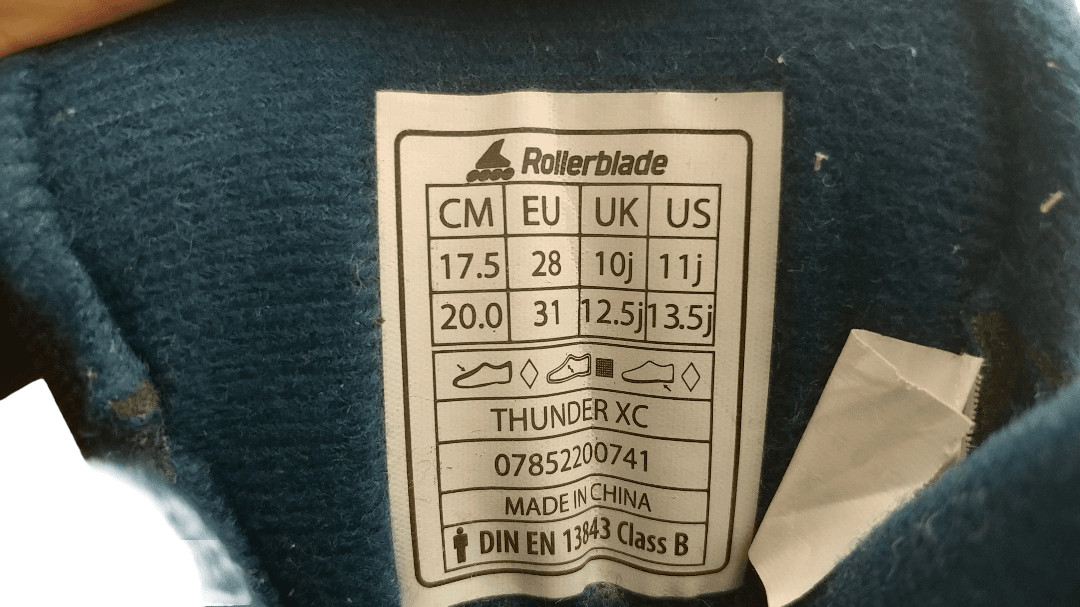 Rollerblade
CM EU UK US
17.5 28 10j 11j
20.0 31 12.5j 13.5j
THUNDER XC
07852200741
MADE IN CHINA
DIN EN 13843 Class B